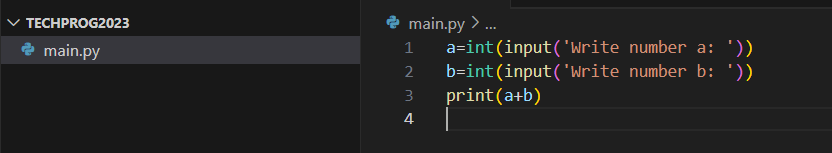 TECHPROG2023
main.py
main.py > ...
1 a=int(input('Write number a: '))
2 b=int(input('Write number b: '))
3 print(a+b)
4